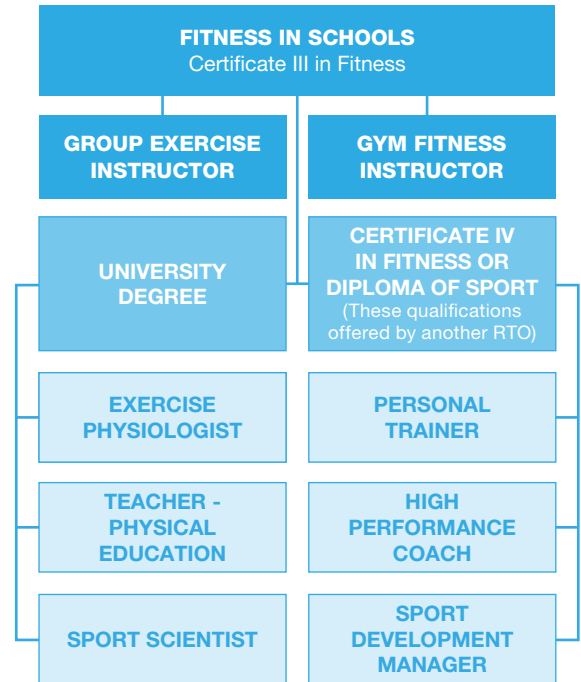 FITNESS IN SCHOOLS
Certificate III in Fitness
GROUP EXERCISE
INSTRUCTOR
GYM FITNESS
INSTRUCTOR
UNIVERSITY
DEGREE
CERTIFICATE IV
IN FITNESS OR
DIPLOMA OF SPORT
(These qualifications
offered by another RTO)
EXERCISE
PHYSIOLOGIST
PERSONAL
TRAINER
TEACHER -
PHYSICAL
EDUCATION
HIGH
PERFORMANCE
COACH
SPORT SCIENTIST
SPORT
DEVELOPMENT
MANAGER